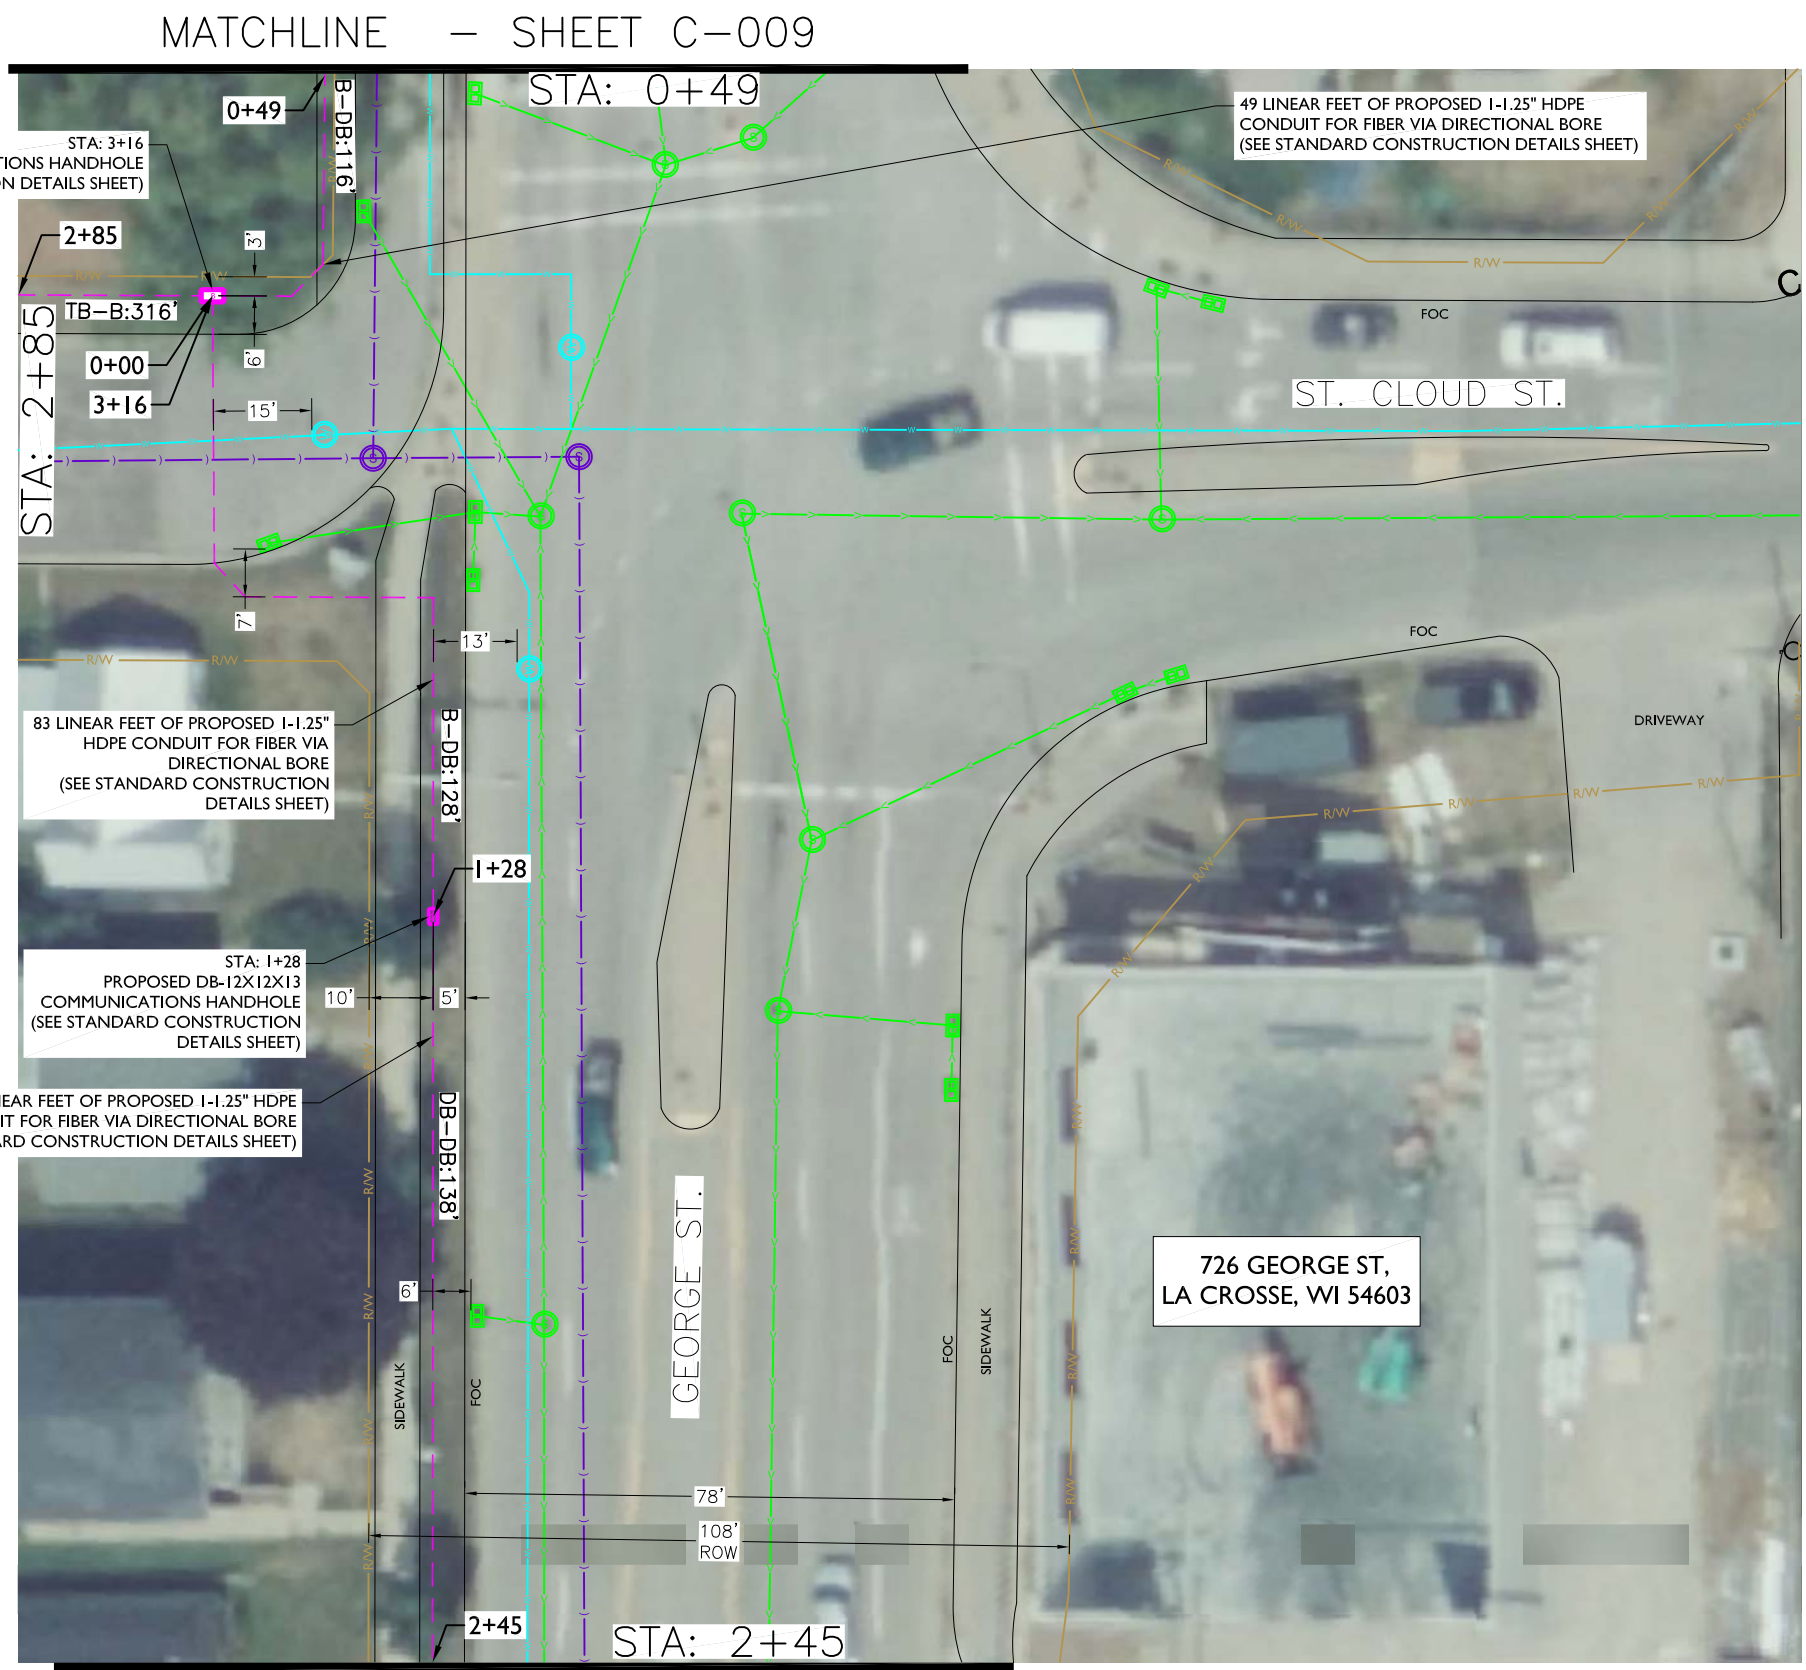 MATCHLINE - SHEET C-009
STA: 0+49
0+49
B-DB:116'
49 LINEAR FEET OF PROPOSED 1-1.25" HDPE
CONDUIT FOR FIBER VIA DIRECTIONAL BORE
(SEE STANDARD CONSTRUCTION DETAILS SHEET)
STA: 3+16
TIONS HANDHOLE
ON DETAILS SHEET)
2+85
3'
R/W
R/W
R/W
R/W
R/W
R/W
R/W
R/W
TB-B:316'
STA: 2+85
0+00
6'
3+16
15'
FOC
C
ST. CLOUD ST.
7'
13'
R/W
R/W
FOC
C
DRIVEWAY
83 LINEAR FEET OF PROPOSED 1-1.25"
HDPE CONDUIT FOR FIBER VIA
DIRECTIONAL BORE
(SEE STANDARD CONSTRUCTION
DETAILS SHEET)
B-DB:128'
R/W
R/W
R/W
R/W
R/W
R/W
R/W
R/W
1+28
R/W
STA: 1+28
PROPOSED DB-12X12X13
COMMUNICATIONS HANDHOLE
(SEE STANDARD CONSTRUCTION
DETAILS SHEET)
10'
5'
R/W
EAR FEET OF PROPOSED 1-1.25" HDPE
IT FOR FIBER VIA DIRECTIONAL BORE
RD CONSTRUCTION DETAILS SHEET)
DB-DB:138'
R/W
R/W
R/W
GEORGE ST.
726 GEORGE ST,
LA CROSSE, WI 54603
6'
R/W
R/W
SIDEWALK
FOC
FOC
SIDEWALK
R/W
R/W
78'
108'
ROW
R/W
2+45
STA: 2+45